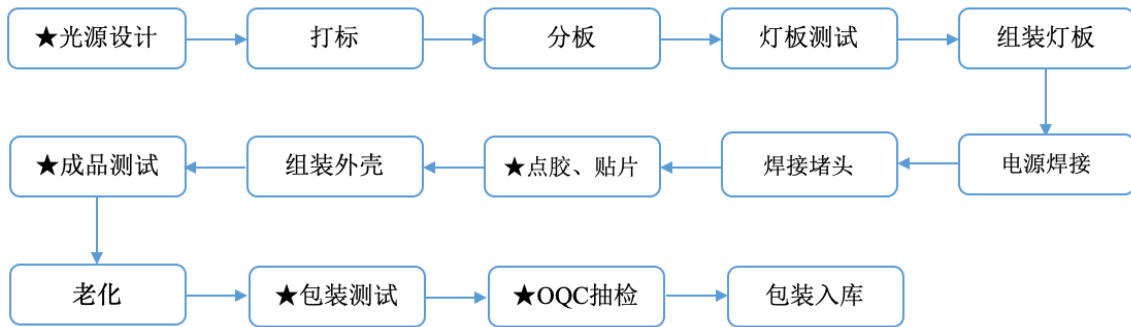 ★光源设计
打标
分板
灯板测试
组装灯板
电源焊接
焊接堵头
★点胶、贴片
组装外壳
★成品测试
老化
★包装测试
★OQC抽检
包装入库